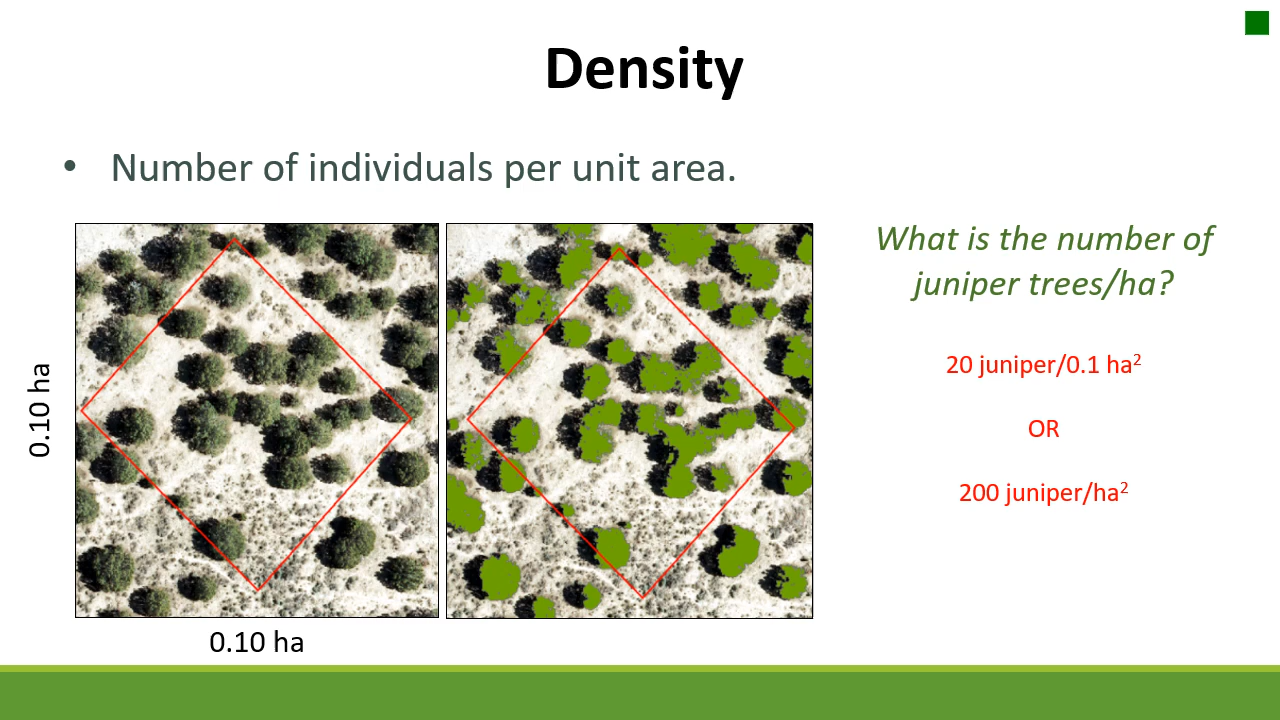 Density
• Number of individuals per unit area.
What is the number of
juniper trees/ha?
20 juniper/0.1 ha²
OR
200 juniper/ha²
0.10 ha
0.10 ha